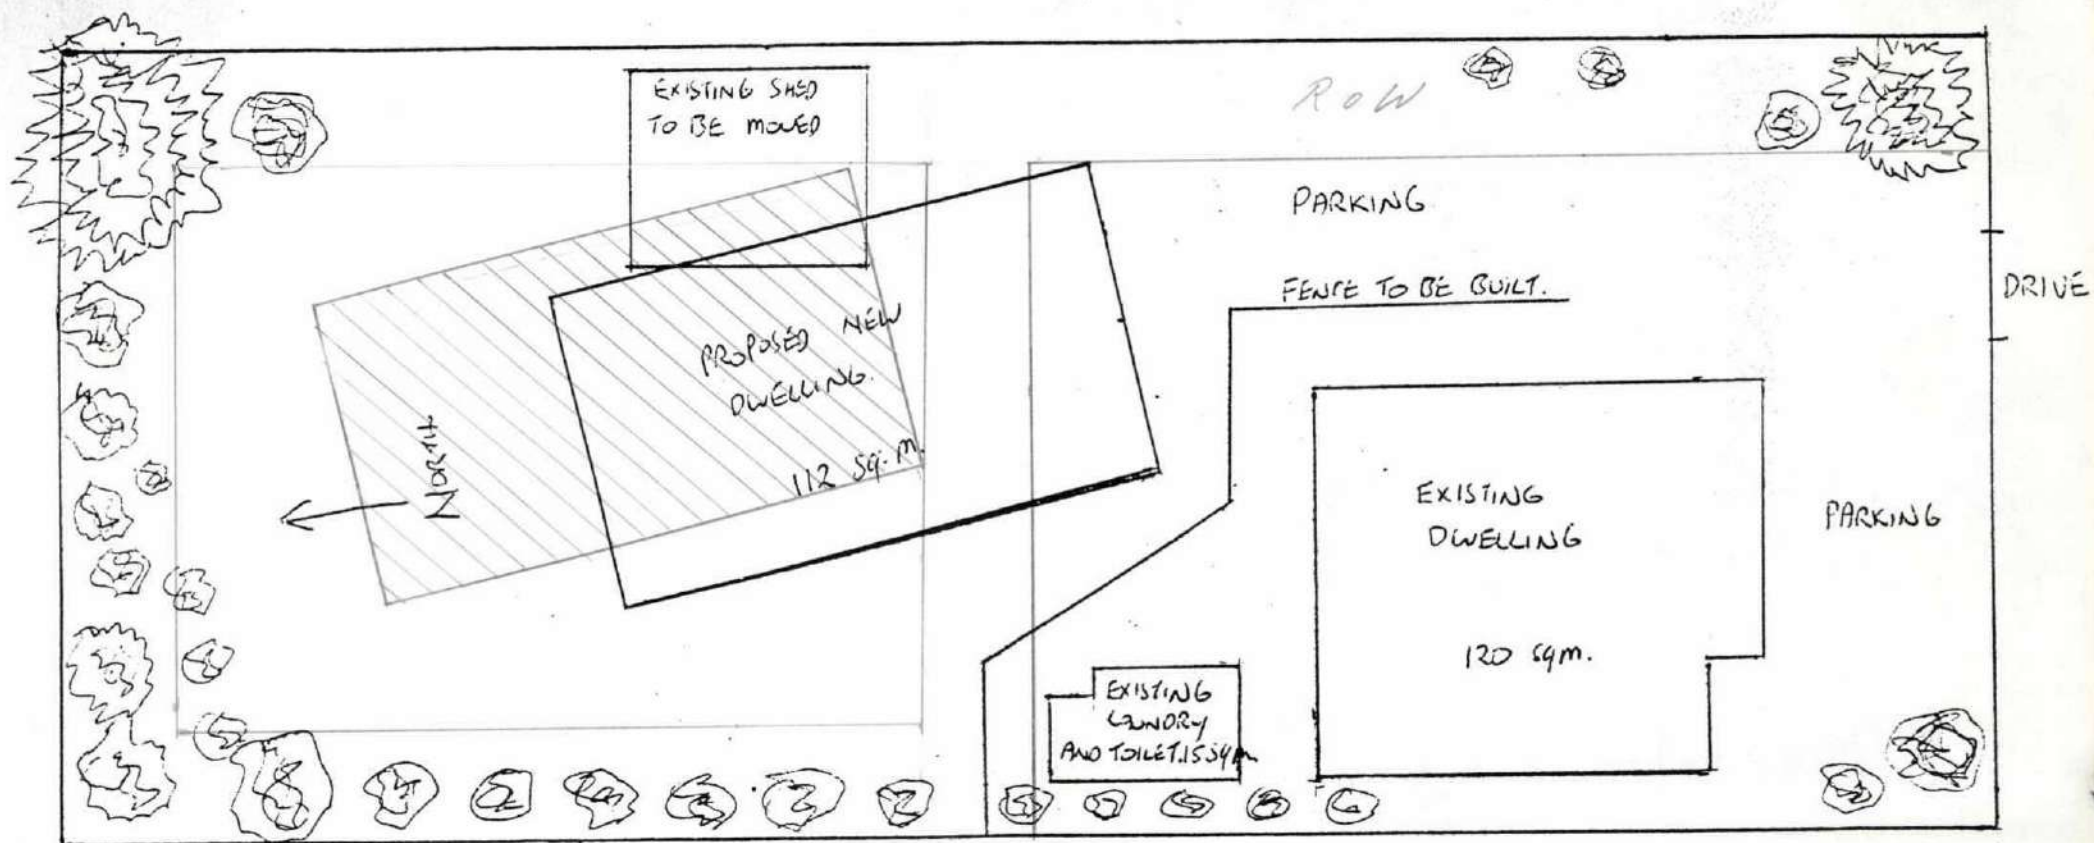 EXISTING SHED
TO BE MOVED
ROW
PARKING
FENCE TO BE BUILT.
DRIVE
PROPOSED NEW
DWELLING.
112 sq.m.
NORTH
EXISTING
DWELLING
120 sqm.
PARKING
EXISTING
LAUNDRY
AND TOILET.15sqm